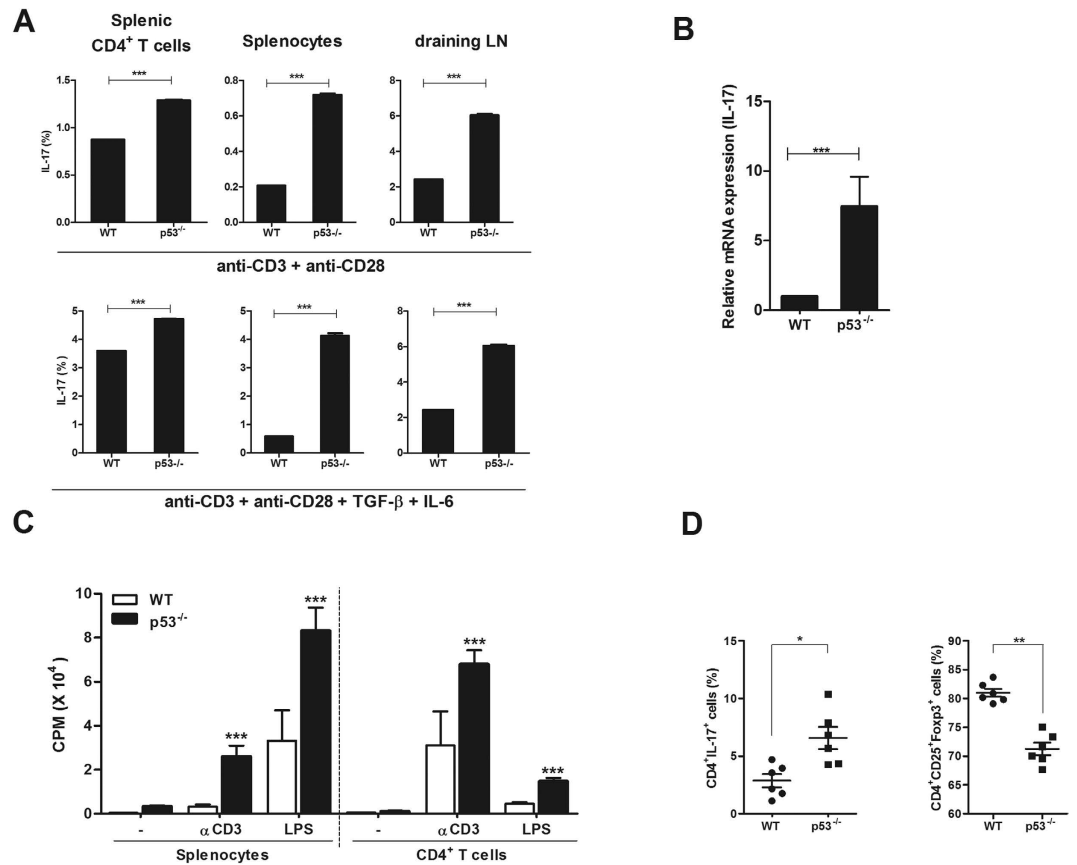 A
Splenic
CD4+ T cells
Splenocytes
draining LN
***
***
***
IL-17 (%)
1.5
1.0
0.5
0.0
0.8
0.6
0.4
0.2
0.0
8
6
4
2
0
WT
p53-/-
WT
p53-/-
WT
p53-/-
anti-CD3 + anti-CD28
***
***
***
IL-17 (%)
5
4
3
2
1
0
5
4
3
2
1
0
8
6
4
2
0
WT
p53-/-
WT
p53-/-
WT
p53-/-
anti-CD3 + anti-CD28 + TGF-β + IL-6
B
Relative mRNA expression (IL-17)
15
10
5
0
***
WT
p53-/-
C
CPM (X 10^4)
10
8
6
4
2
0
WT
p53-/-
***
***
***
***
-
α CD3
LPS
-
α CD3
LPS
Splenocytes
CD4+ T cells
D
CD4+IL-17+ cells (%)
15
10
5
0
*
WT
p53-/-
CD4+CD25+Foxp3+ cells (%)
90
85
80
75
70
65
60
**
WT
p53-/-